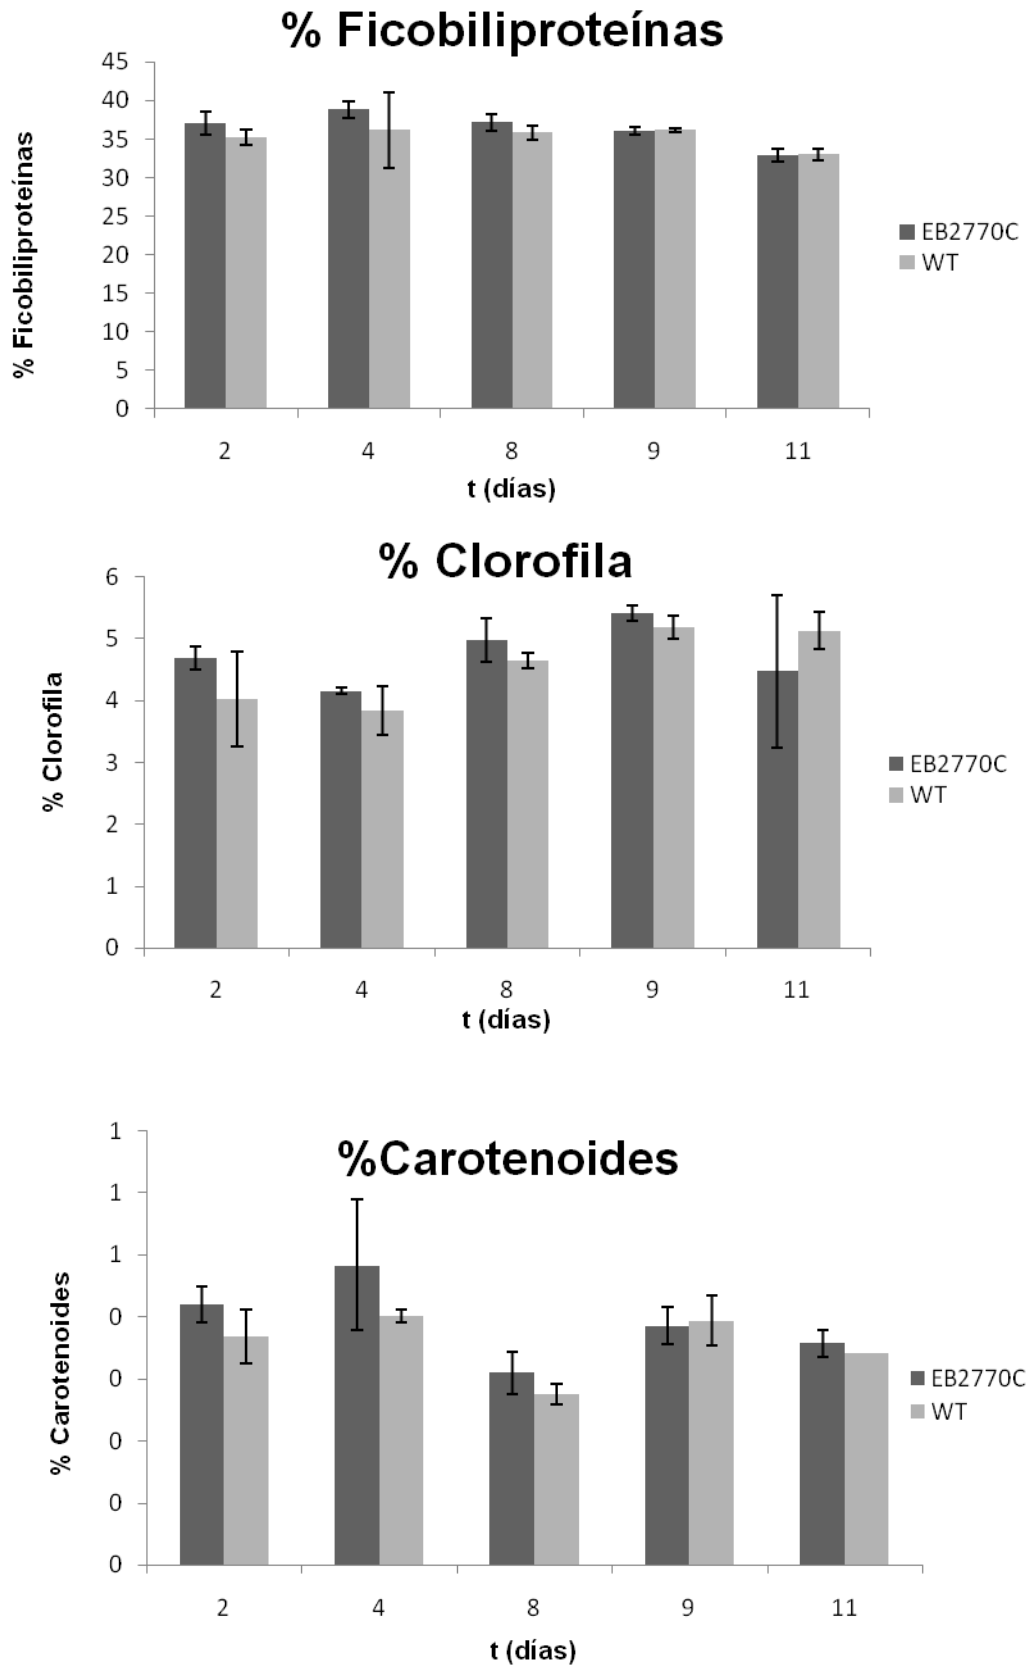 % Ficobiliproteínas
% Ficobiliproteínas
45
40
35
30
25
20
15
10
5
0
2 4 8 9 11
t (días)
EB2770C
WT
% Clorofila
% Clorofila
6
5
4
3
2
1
0
2 4 8 9 11
t (días)
EB2770C
WT
%Carotenoides
% Carotenoides
1
1
1
0
0
0
0
0
2 4 8 9 11
t (días)
EB2770C
WT